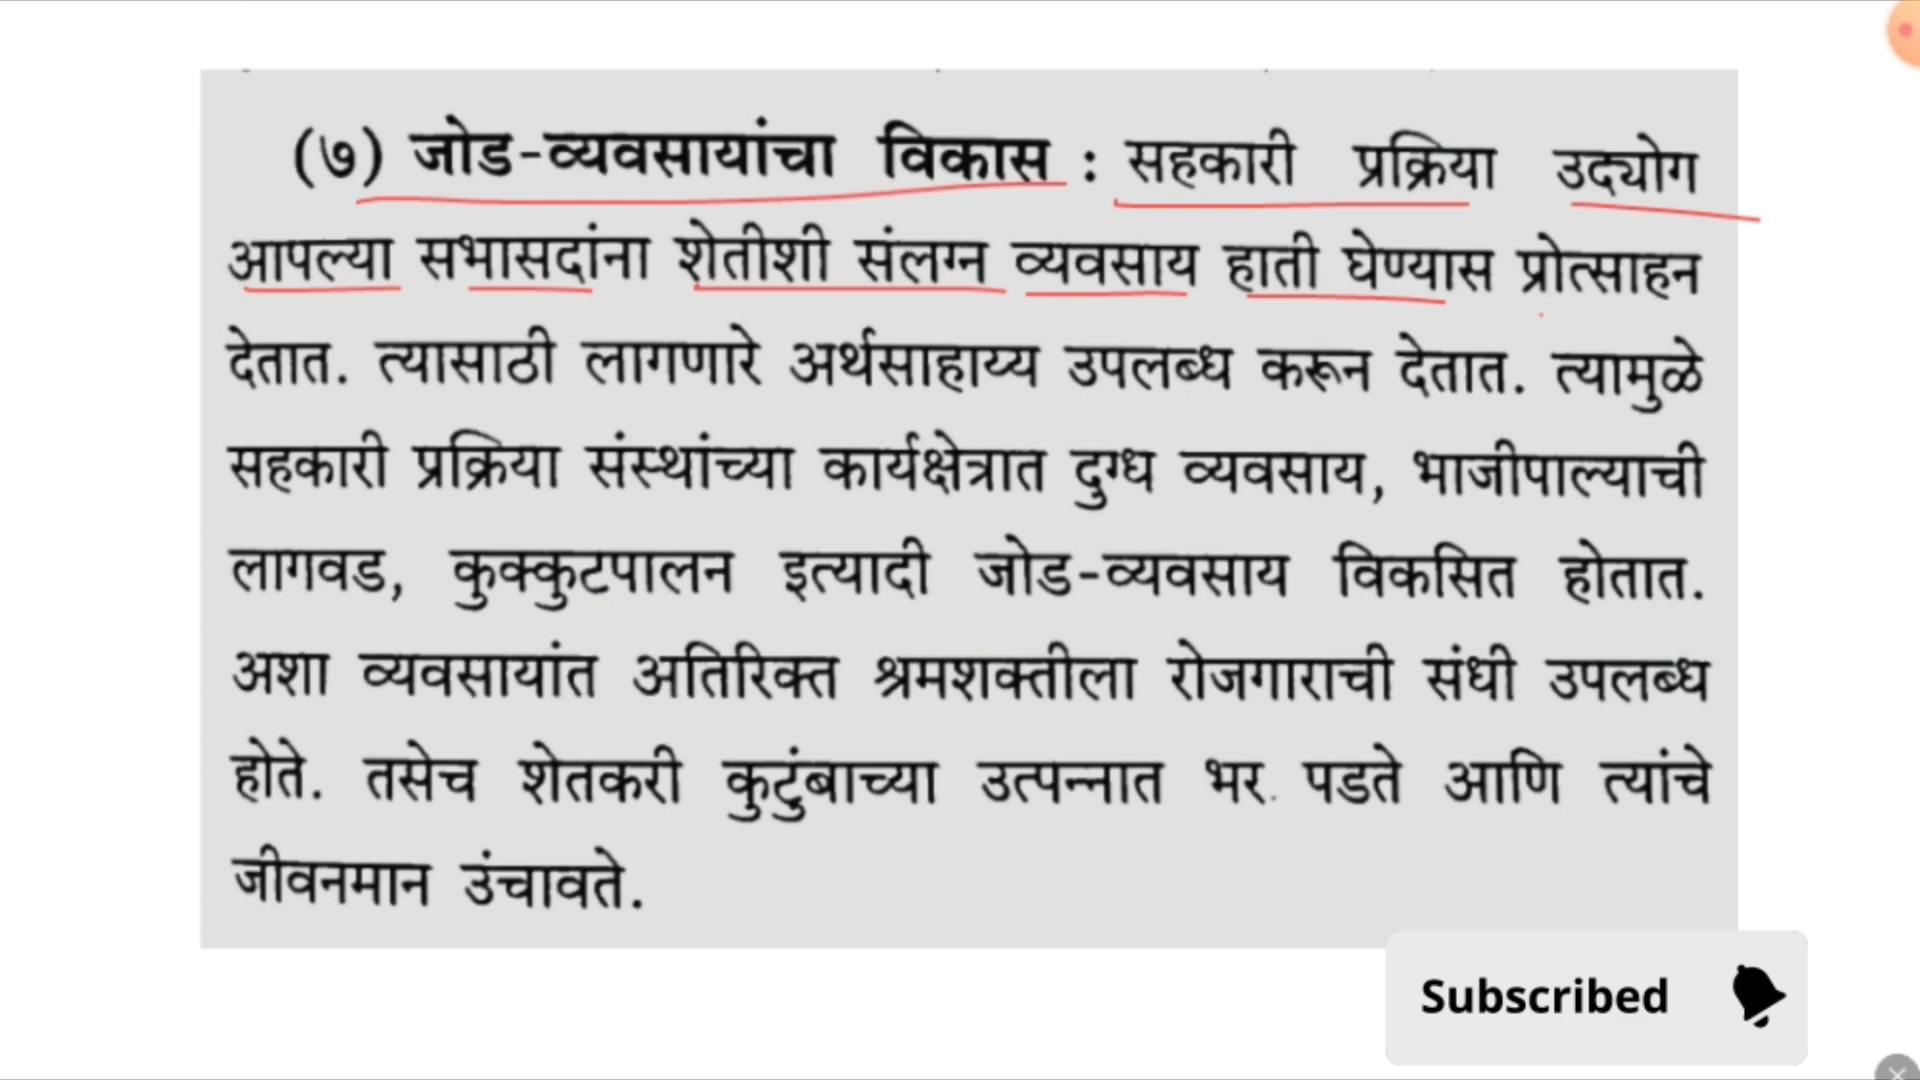 (७) जोड-व्यवसायांचा विकास : सहकारी प्रक्रिया उद्योग
आपल्या सभासदांना शेतीशी संलग्न व्यवसाय हाती घेण्यास प्रोत्साहन
देतात. त्यासाठी लागणारे अर्थसाहाय्य उपलब्ध करून देतात. त्यामुळे
सहकारी प्रक्रिया संस्थांच्या कार्यक्षेत्रात दुग्ध व्यवसाय, भाजीपाल्याची
लागवड, कुक्कुटपालन इत्यादी जोड-व्यवसाय विकसित होतात.
अशा व्यवसायांत अतिरिक्त श्रमशक्तीला रोजगाराची संधी उपलब्ध
होते. तसेच शेतकरी कुटुंबाच्या उत्पन्नात भर पडते आणि त्यांचे
जीवनमान उंचावते.
Subscribed